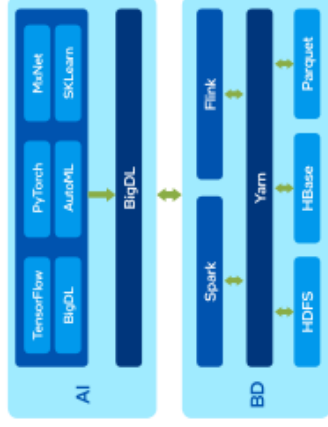 AI
TensorFlow
PyTorch
MxNet
BigDL
AutoML
SKLearn
BigDL
BD
Spark
Flink
Yarn
HDFS
HBase
Parquet